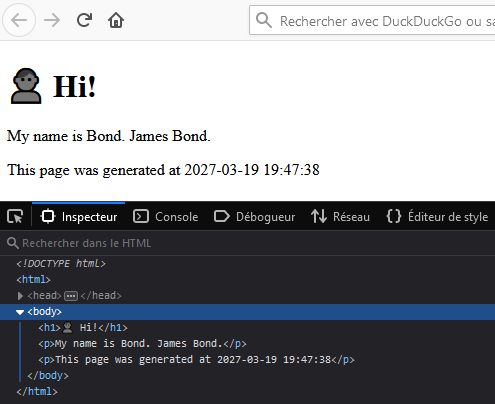 Rechercher avec DuckDuckGo ou sa
👤 Hi!
My name is Bond. James Bond.
This page was generated at 2027-03-19 19:47:38
Inspecteur Console Débogueur Réseau {} Éditeur de style
Rechercher dans le HTML
<!DOCTYPE html>
<html>
<head>···</head>
<body>
<h1>👤 Hi!</h1>
<p>My name is Bond. James Bond.</p>
<p>This page was generated at 2027-03-19 19:47:38</p>
</body>
</html>